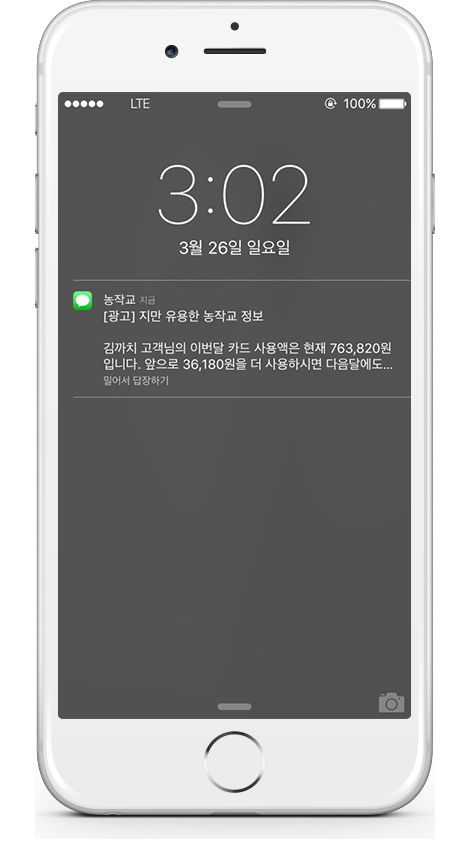 LTE
100%
3:02
3월 26일 일요일
농작교 지금
[광고] 지만 유용한 농작교 정보
김까치 고객님의 이번달 카드 사용액은 현재 763,820원
입니다. 앞으로 36,180원을 더 사용하시면 다음달에도...
밀어서 답장하기